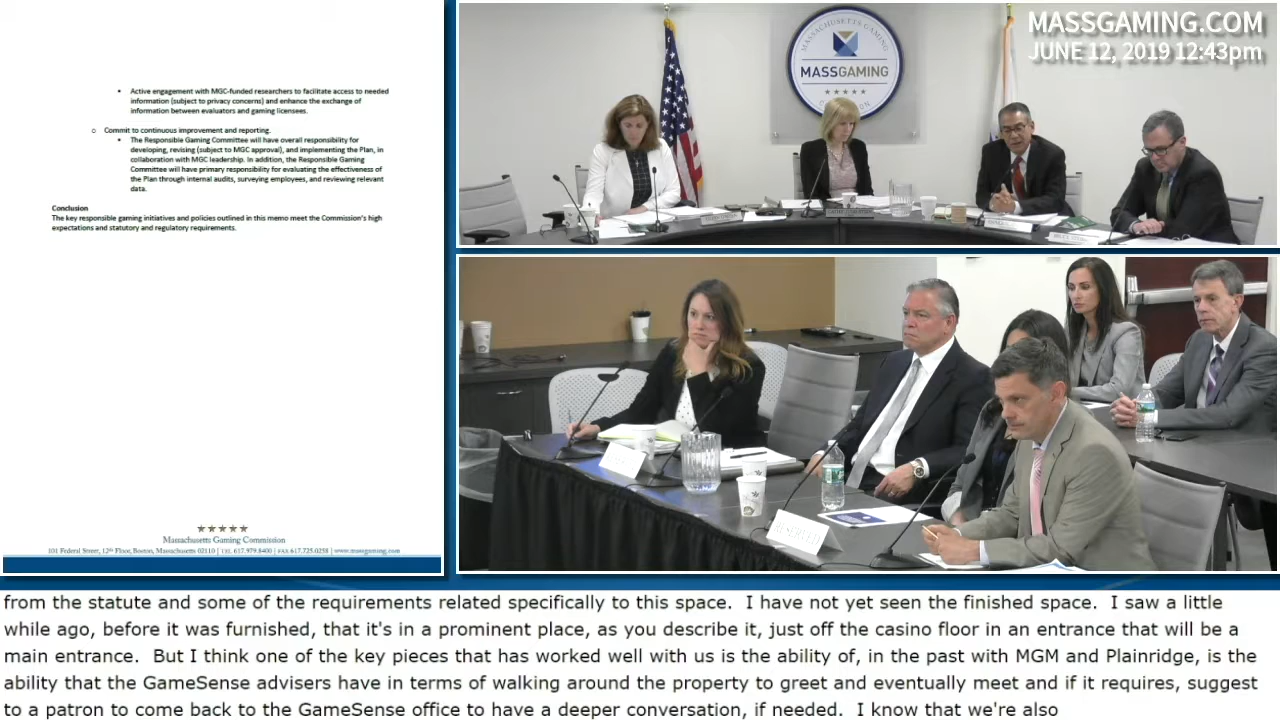 • Active engagement with MGC-funded researchers to facilitate access to needed
information (subject to privacy concerns) and enhance the exchange of
information between evaluators and gaming licensees.
o Commit to continuous improvement and reporting.
• The Responsible Gaming Committee will have overall responsibility for
developing, revising (subject to MGC approval), and implementing the Plan, in
collaboration with MGC leadership. In addition, the Responsible Gaming
Committee will have primary responsibility for evaluating the effectiveness of
the Plan through internal audits, surveying employees, and reviewing relevant
data.
Conclusion
The key responsible gaming initiatives and policies outlined in this memo meet the Commission's high
expectations and statutory and regulatory requirements.
★★★★★
Massachusetts Gaming Commission
101 Federal Street, 12th Floor, Boston, Massachusetts 02110 | TEL 617.979.8400 | FAX 617.725.0258 | www.massgaming.com
MASSACHUSETTS GAMING
MASSGAMING
★★★★★
MASSGAMING.COM
JUNE 12, 2019 12:43pm
RESERVED
from the statute and some of the requirements related specifically to this space. I have not yet seen the finished space. I saw a little
while ago, before it was furnished, that it's in a prominent place, as you describe it, just off the casino floor in an entrance that will be a
main entrance. But I think one of the key pieces that has worked well with us is the ability of, in the past with MGM and Plainridge, is the
ability that the GameSense advisers have in terms of walking around the property to greet and eventually meet and if it requires, suggest
to a patron to come back to the GameSense office to have a deeper conversation, if needed. I know that we're also